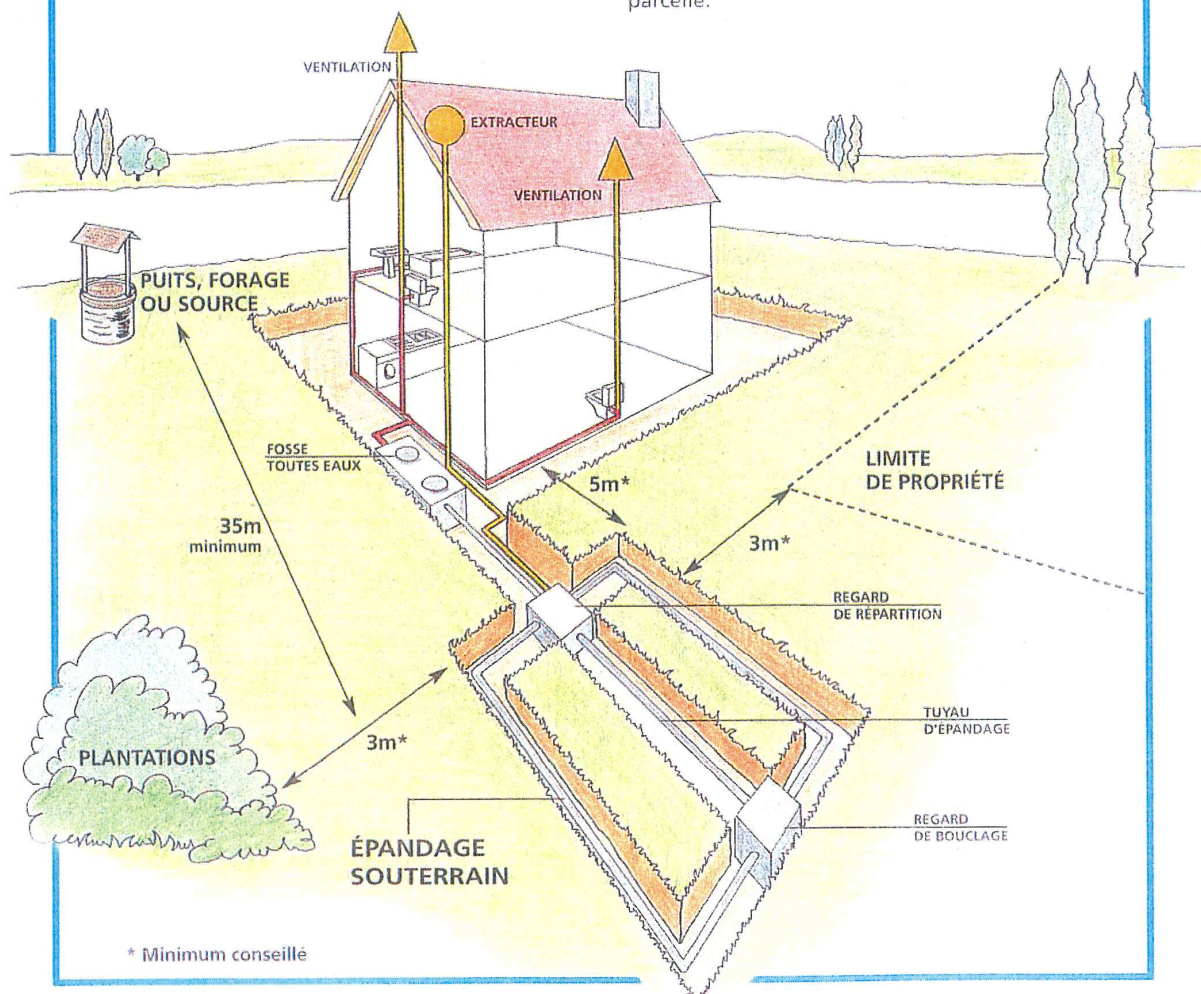 parcelle.
VENTILATION
EXTRACTEUR
VENTILATION
PUITS, FORAGE
OU SOURCE
FOSSE
TOUTES EAUX
5m*
LIMITE
DE PROPRIÉTÉ
35m
minimum
3m*
REGARD
DE RÉPARTITION
TUYAU
D'ÉPANDAGE
3m*
PLANTATIONS
REGARD
DE BOUCLAGE
ÉPANDAGE
SOUTERRAIN
* Minimum conseillé